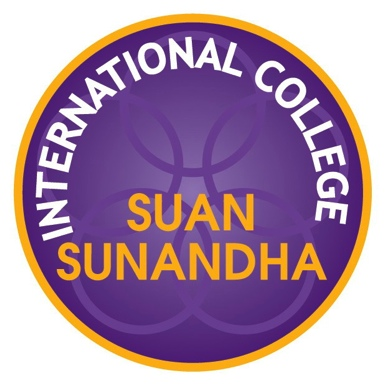 INTERNATIONAL COLLEGE
SUAN
SUNANDHA